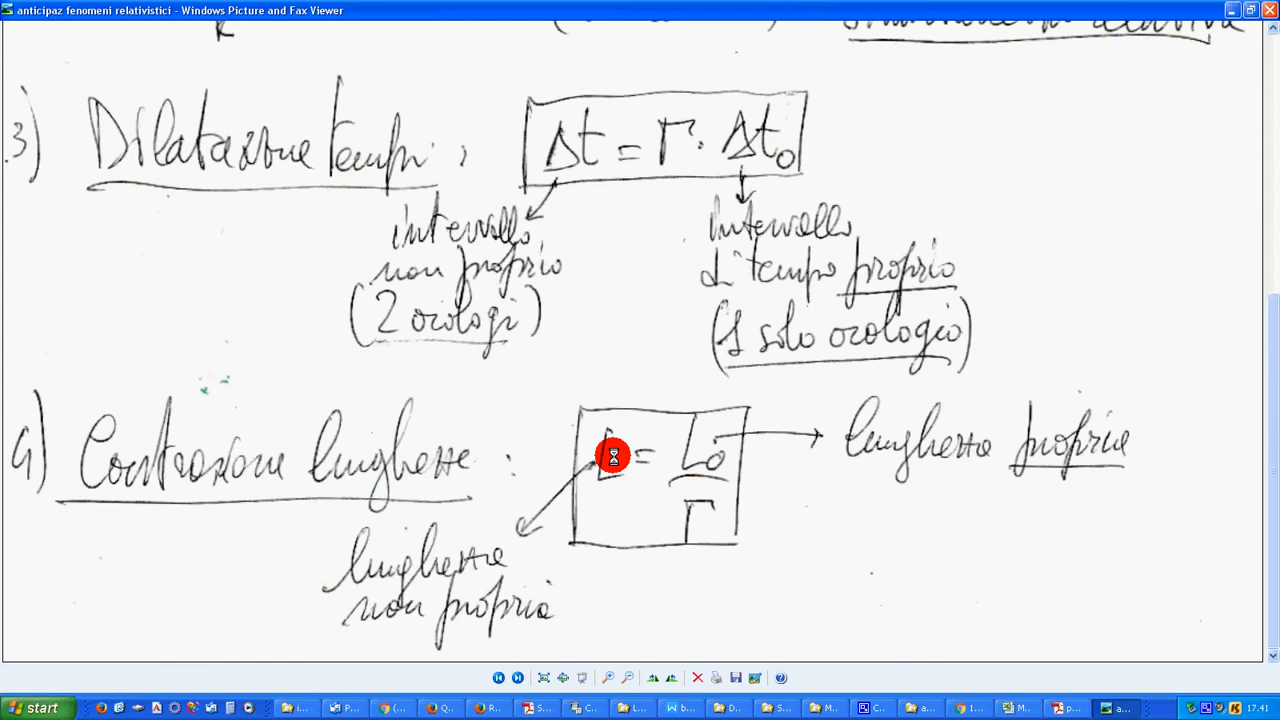 anticipaz fenomeni relativistici - Windows Picture and Fax Viewer
R
3) Dilatazione tempi : Δt = Γ · Δt₀
intervallo
non proprio
(2 orologi)
Intervallo
di tempo proprio
(1 solo orologio)
4) Contrazione lunghezze : L = L₀ / Γ
lunghezza propria
lunghezza
non propria
start
17.41